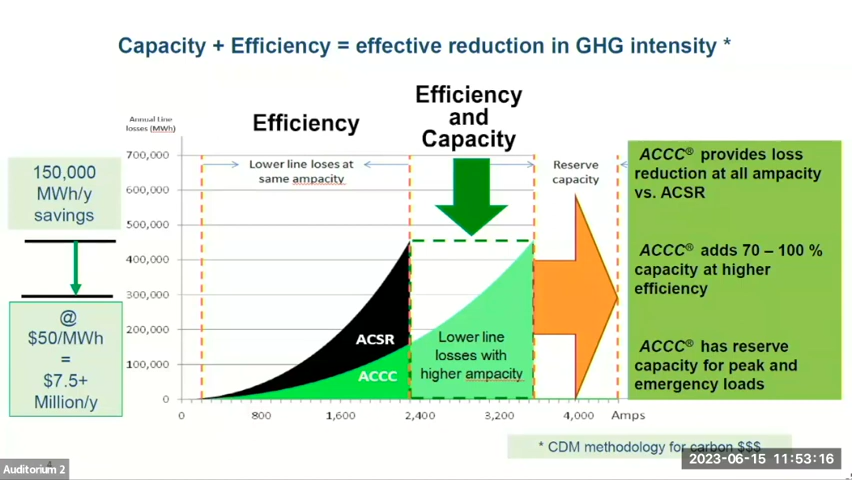 Capacity + Efficiency = effective reduction in GHG intensity *
Efficiency
Efficiency
and
Capacity
Annual Line
losses (MWh)
700,000
600,000
500,000
400,000
300,000
200,000
100,000
0
Lower line loses at
same ampacity
Reserve
capacity
150,000
MWh/y
savings
@
$50/MWh
=
$7.5+
Million/y
ACSR
ACCC
Lower line
losses with
higher ampacity
0
800
1,600
2,400
3,200
4,000
Amps
ACCC® provides loss
reduction at all ampacity
vs. ACSR
ACCC® adds 70 – 100 %
capacity at higher
efficiency
ACCC® has reserve
capacity for peak and
emergency loads
* CDM methodology for carbon $$$
Auditorium 2
2023-06-15 11:53:16